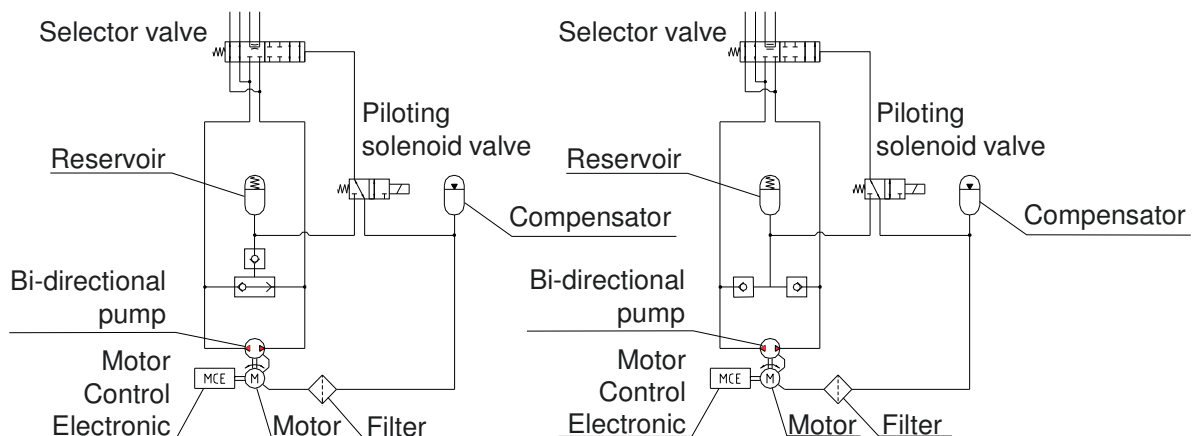 Selector valve
Piloting
solenoid valve
Reservoir
Compensator
Bi-directional
pump
Motor
Control
Electronic
MCE
M
Motor
Filter
Selector valve
Piloting
solenoid valve
Reservoir
Compensator
Bi-directional
pump
Motor
Control
Electronic
MCE
M
Motor
Filter